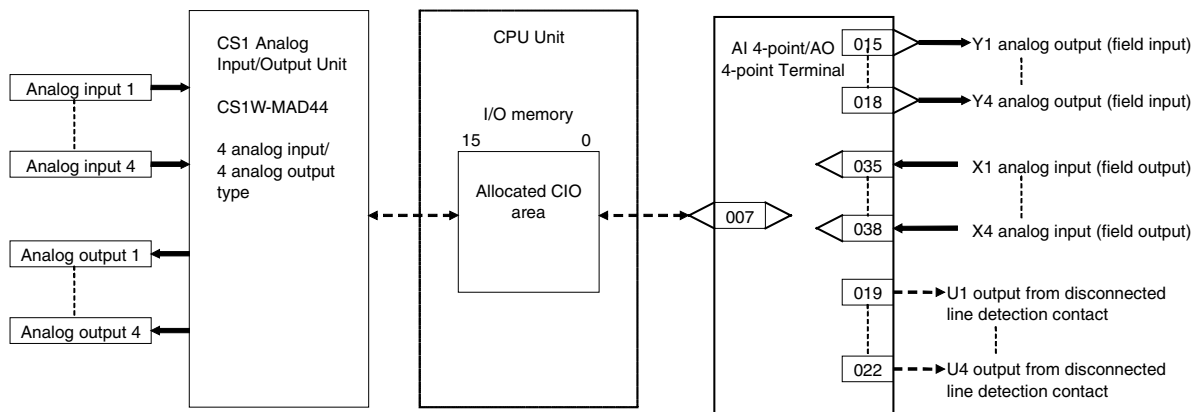 Analog input 1
Analog input 4
Analog output 1
Analog output 4
CS1 Analog
Input/Output Unit
CS1W-MAD44
4 analog input/
4 analog output
type
CPU Unit
I/O memory
15 0
Allocated CIO
area
AI 4-point/AO
4-point Terminal
007
015
018
035
038
019
022
Y1 analog output (field input)
Y4 analog output (field input)
X1 analog input (field output)
X4 analog input (field output)
U1 output from disconnected
line detection contact
U4 output from disconnected
line detection contact